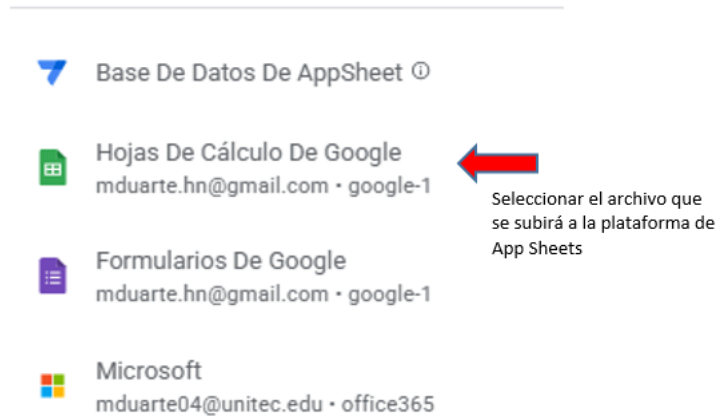 Base De Datos De AppSheet ⓘ
Hojas De Cálculo De Google
mduarte.hn@gmail.com • google-1
Seleccionar el archivo que
se subirá a la plataforma de
App Sheets
Formularios De Google
mduarte.hn@gmail.com • google-1
Microsoft
mduarte04@unitec.edu • office365